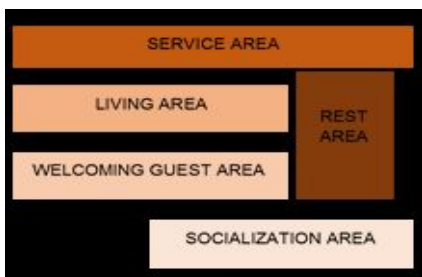 SERVICE AREA
LIVING AREA
REST
AREA
WELCOMING GUEST AREA
SOCIALIZATION AREA